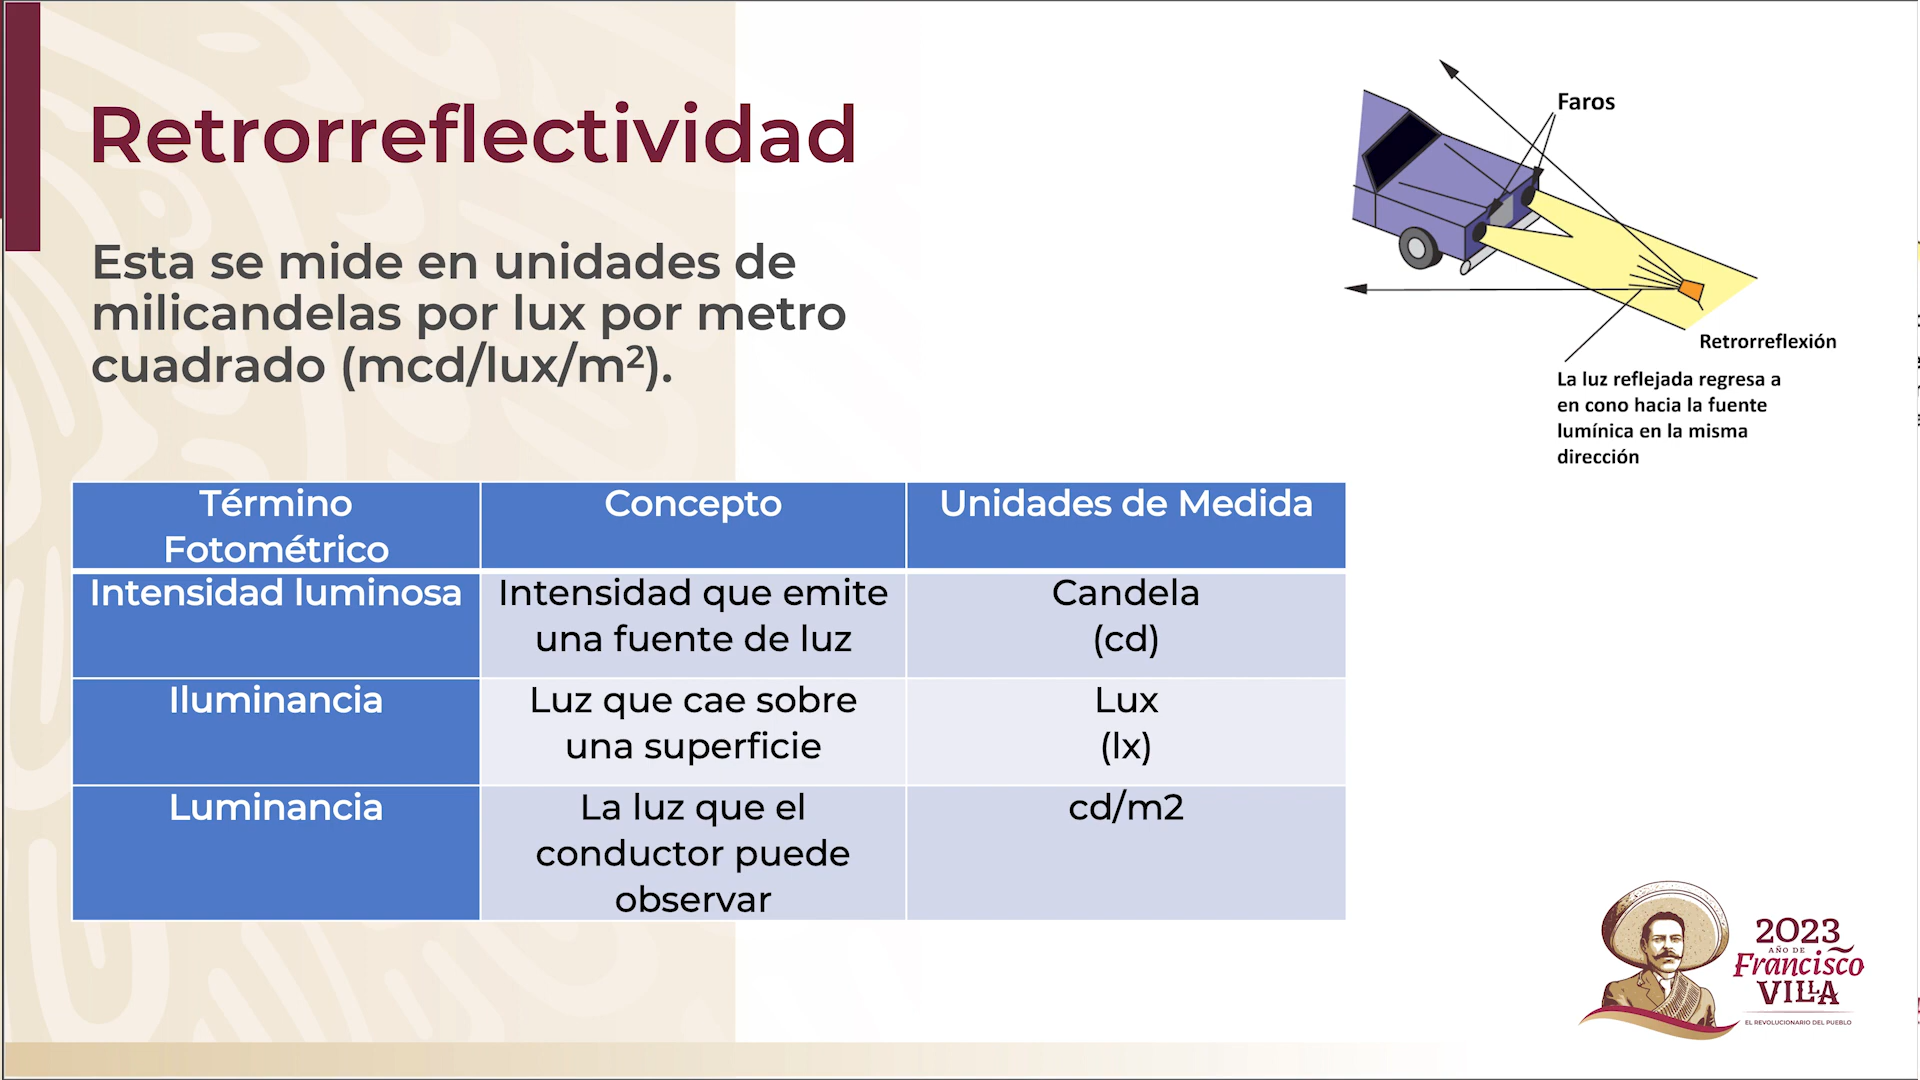 Retrorreflectividad
Esta se mide en unidades de
milicandelas por lux por metro
cuadrado (mcd/lux/m²).
Faros
Retrorreflexión
La luz reflejada regresa a
en cono hacia la fuente
lumínica en la misma
dirección
Término
Fotométrico
Concepto
Unidades de Medida
Intensidad luminosa
Intensidad que emite
una fuente de luz
Candela
(cd)
Iluminancia
Luz que cae sobre
una superficie
Lux
(lx)
Luminancia
La luz que el
conductor puede
observar
cd/m2
2023
AÑO DE
Francisco
VILLA
EL REVOLUCIONARIO DEL PUEBLO